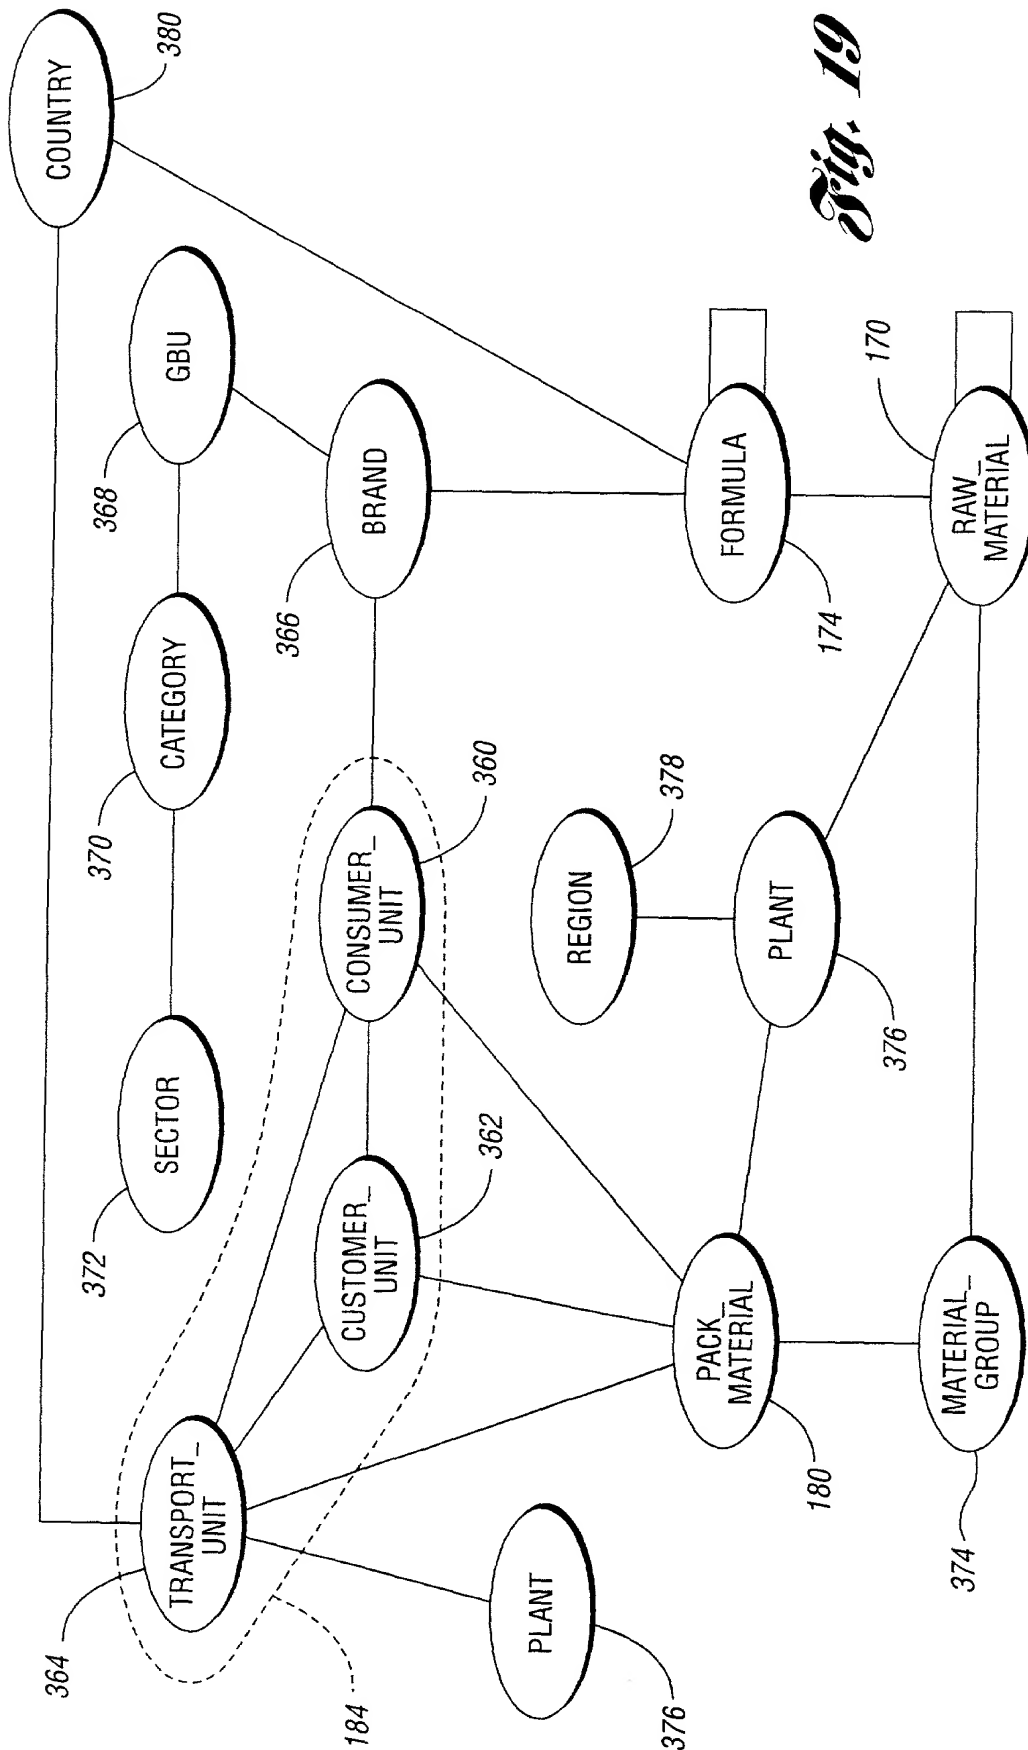 COUNTRY
380
364
372
370
368
TRANSPORT_
UNIT
SECTOR
CATEGORY
GBU
184
366
CUSTOMER_
UNIT
CONSUMER_
UNIT
BRAND
362
360
PLANT
REGION
376
378
PACK_
MATERIAL
PLANT
FORMULA
180
376
174
170
MATERIAL_
GROUP
RAW_
MATERIAL
374
Fig. 19